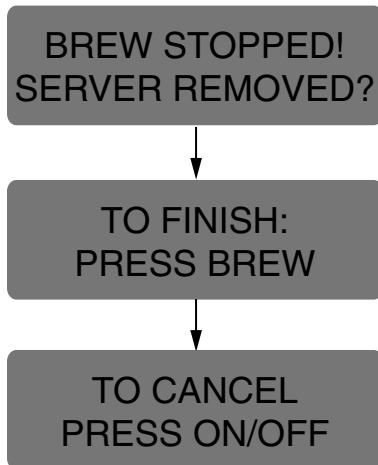 BREW STOPPED!
SERVER REMOVED?
TO FINISH:
PRESS BREW
TO CANCEL
PRESS ON/OFF